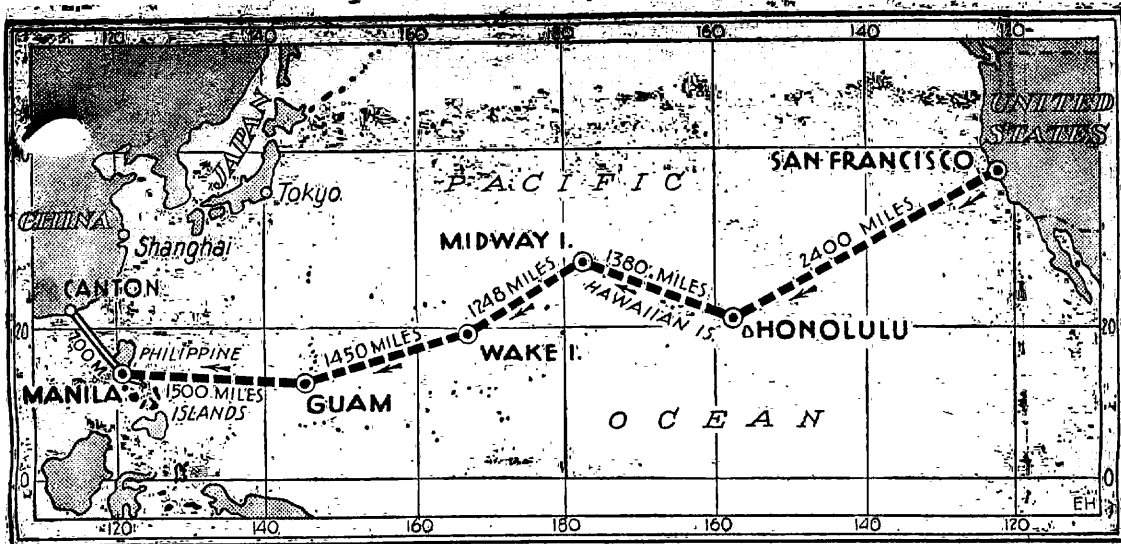 120 140 160 180 160 140 120
UNITED
STATES
SAN FRANCISCO
JAPAN
Tokyo
PACIFIC
CHINA
Shanghai
MIDWAY I.
2400 MILES
1380 MILES
1248 MILES
HAWAIIAN IS.
CANTON
20 20
HONOLULU
WAKE I.
1450 MILES
700M
PHILIPPINE
MANILA
1500 MILES
ISLANDS
GUAM
OCEAN
0 0
EH
120 140 160 180 160 140 120